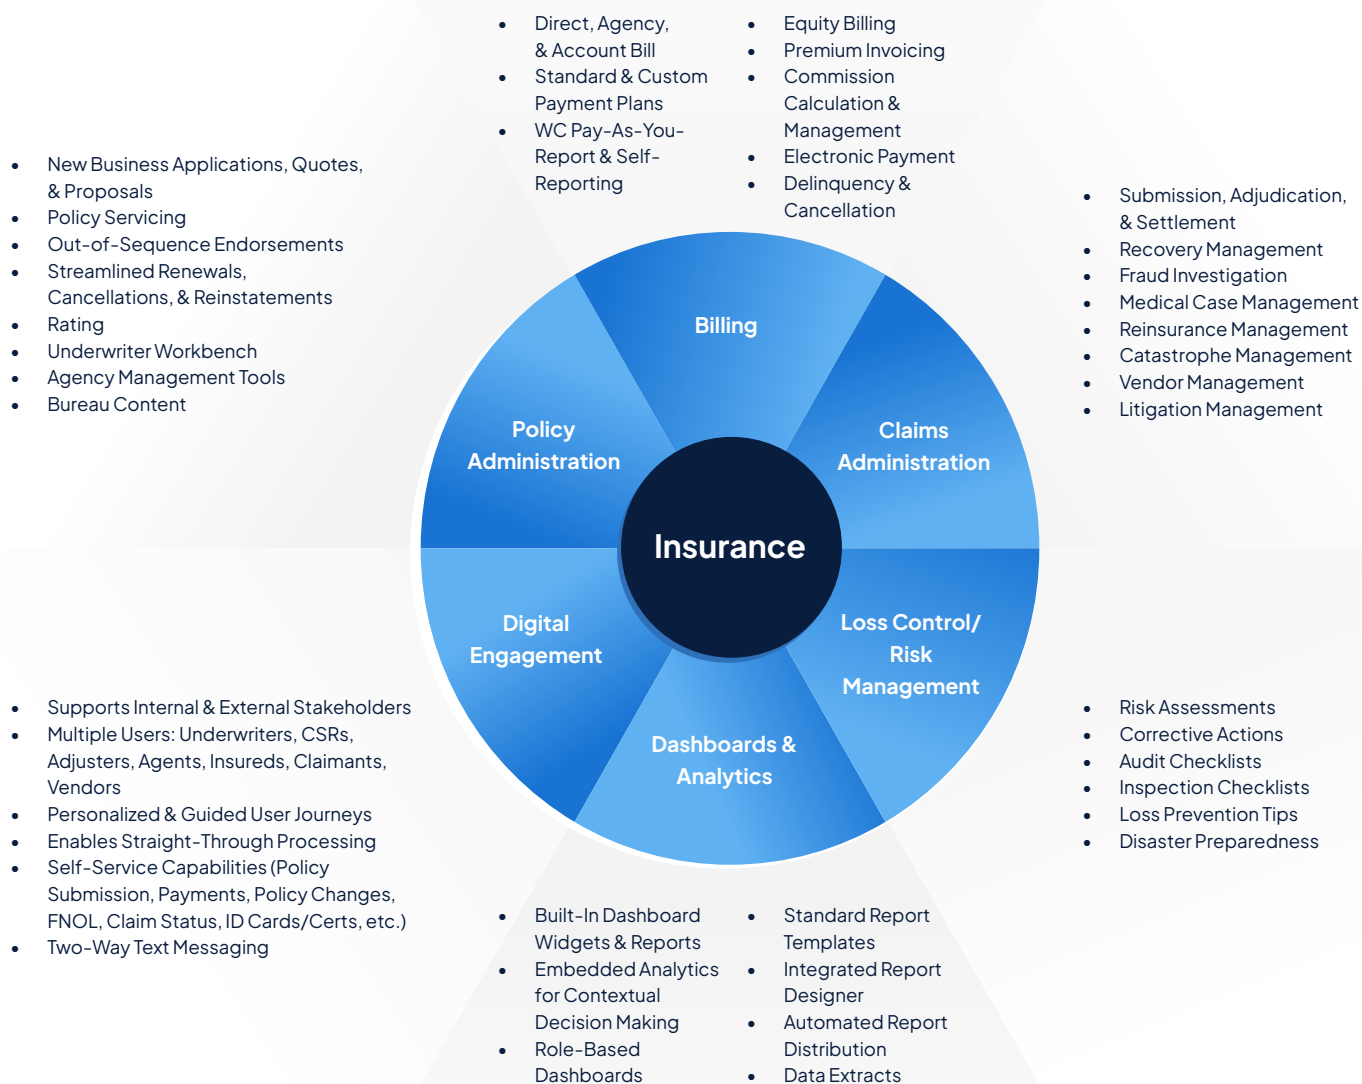 Direct, Agency,
& Account Bill
Standard & Custom
Payment Plans
WC Pay-As-You-
Report & Self-
Reporting
Equity Billing
Premium Invoicing
Commission
Calculation &
Management
Electronic Payment
Delinquency &
Cancellation
New Business Applications, Quotes,
& Proposals
Policy Servicing
Out-of-Sequence Endorsements
Streamlined Renewals,
Cancellations, & Reinstatements
Rating
Underwriter Workbench
Agency Management Tools
Bureau Content
Submission, Adjudication,
& Settlement
Recovery Management
Fraud Investigation
Medical Case Management
Reinsurance Management
Catastrophe Management
Vendor Management
Litigation Management
Billing
Policy
Administration
Claims
Administration
Insurance
Digital
Engagement
Loss Control/
Risk
Management
Dashboards &
Analytics
Supports Internal & External Stakeholders
Multiple Users: Underwriters, CSRs,
Adjusters, Agents, Insureds, Claimants,
Vendors
Personalized & Guided User Journeys
Enables Straight-Through Processing
Self-Service Capabilities (Policy
Submission, Payments, Policy Changes,
FNOL, Claim Status, ID Cards/Certs, etc.)
Two-Way Text Messaging
Risk Assessments
Corrective Actions
Audit Checklists
Inspection Checklists
Loss Prevention Tips
Disaster Preparedness
Built-In Dashboard
Widgets & Reports
Embedded Analytics
for Contextual
Decision Making
Role-Based
Dashboards
Standard Report
Templates
Integrated Report
Designer
Automated Report
Distribution
Data Extracts